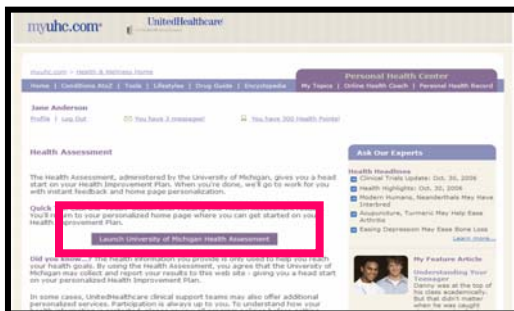 myuhc.com®
UnitedHealthcare®
myuhc.com > Health & Wellness Home
Personal Health Center
Home | Conditions AtoZ | Tools | Lifestyles | Drug Guide | Encyclopedia
My Topics | Online Health Coach | Personal Health Record
Jane Anderson
Profile | Log Out
You have 3 messages!
You have 300 Health Points!
Health Assessment
The Health Assessment, administered by the University of Michigan, gives you a head
start on your Health Improvement Plan. When you're done, we'll go to work for you
with instant feedback and home page personalization.
Quick
You'll return to your personalized home page where you can get started on your
Health Improvement Plan.
Launch University of Michigan Health Assessment
Did you know...? The health information you provide is only used to help you reach
your health goals. By using the Health Assessment, you agree that the University of
Michigan may collect and report your results to this web site - giving you a head start
on your personalized Health Improvement Plan.
In some cases, UnitedHealthcare clinical support teams may also offer additional
personalized services. Participation is always up to you. To understand how your
Ask Our Experts
Health Headlines
Clinical Trials Update: Oct. 30, 2006
Health Highlights: Oct. 30, 2006
Modern Humans, Neanderthals May Have
Interbred
Acupuncture, Turmeric May Help Ease
Arthritis
Easing Depression May Ease Bone Loss
Learn more...
My Feature Article
Understanding Your
Teenager
Danny was at the top of
his class academically.
But that didn't matter
when he was caught